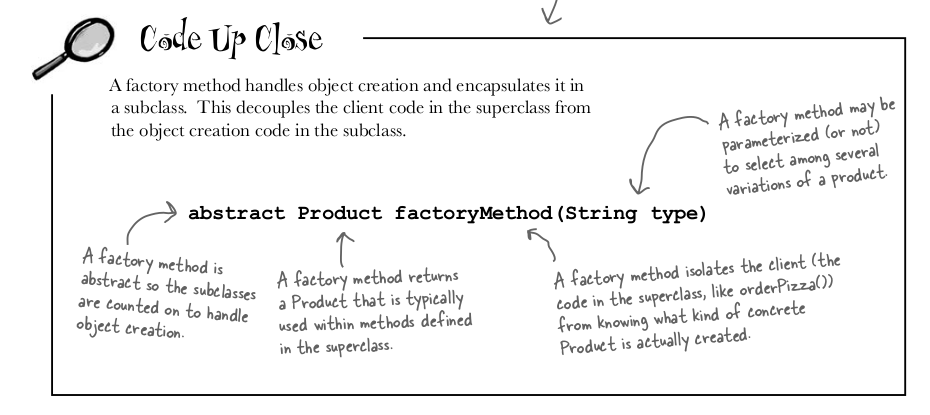 Code Up Close
A factory method handles object creation and encapsulates it in
a subclass. This decouples the client code in the superclass from
the object creation code in the subclass.
A factory method may be
parameterized (or not)
to select among several
variations of a product.
abstract Product factoryMethod(String type)
A factory method is
abstract so the subclasses
are counted on to handle
object creation.
A factory method returns
a Product that is typically
used within methods defined
in the superclass.
A factory method isolates the client (the
code in the superclass, like orderPizza())
from knowing what kind of concrete
Product is actually created.